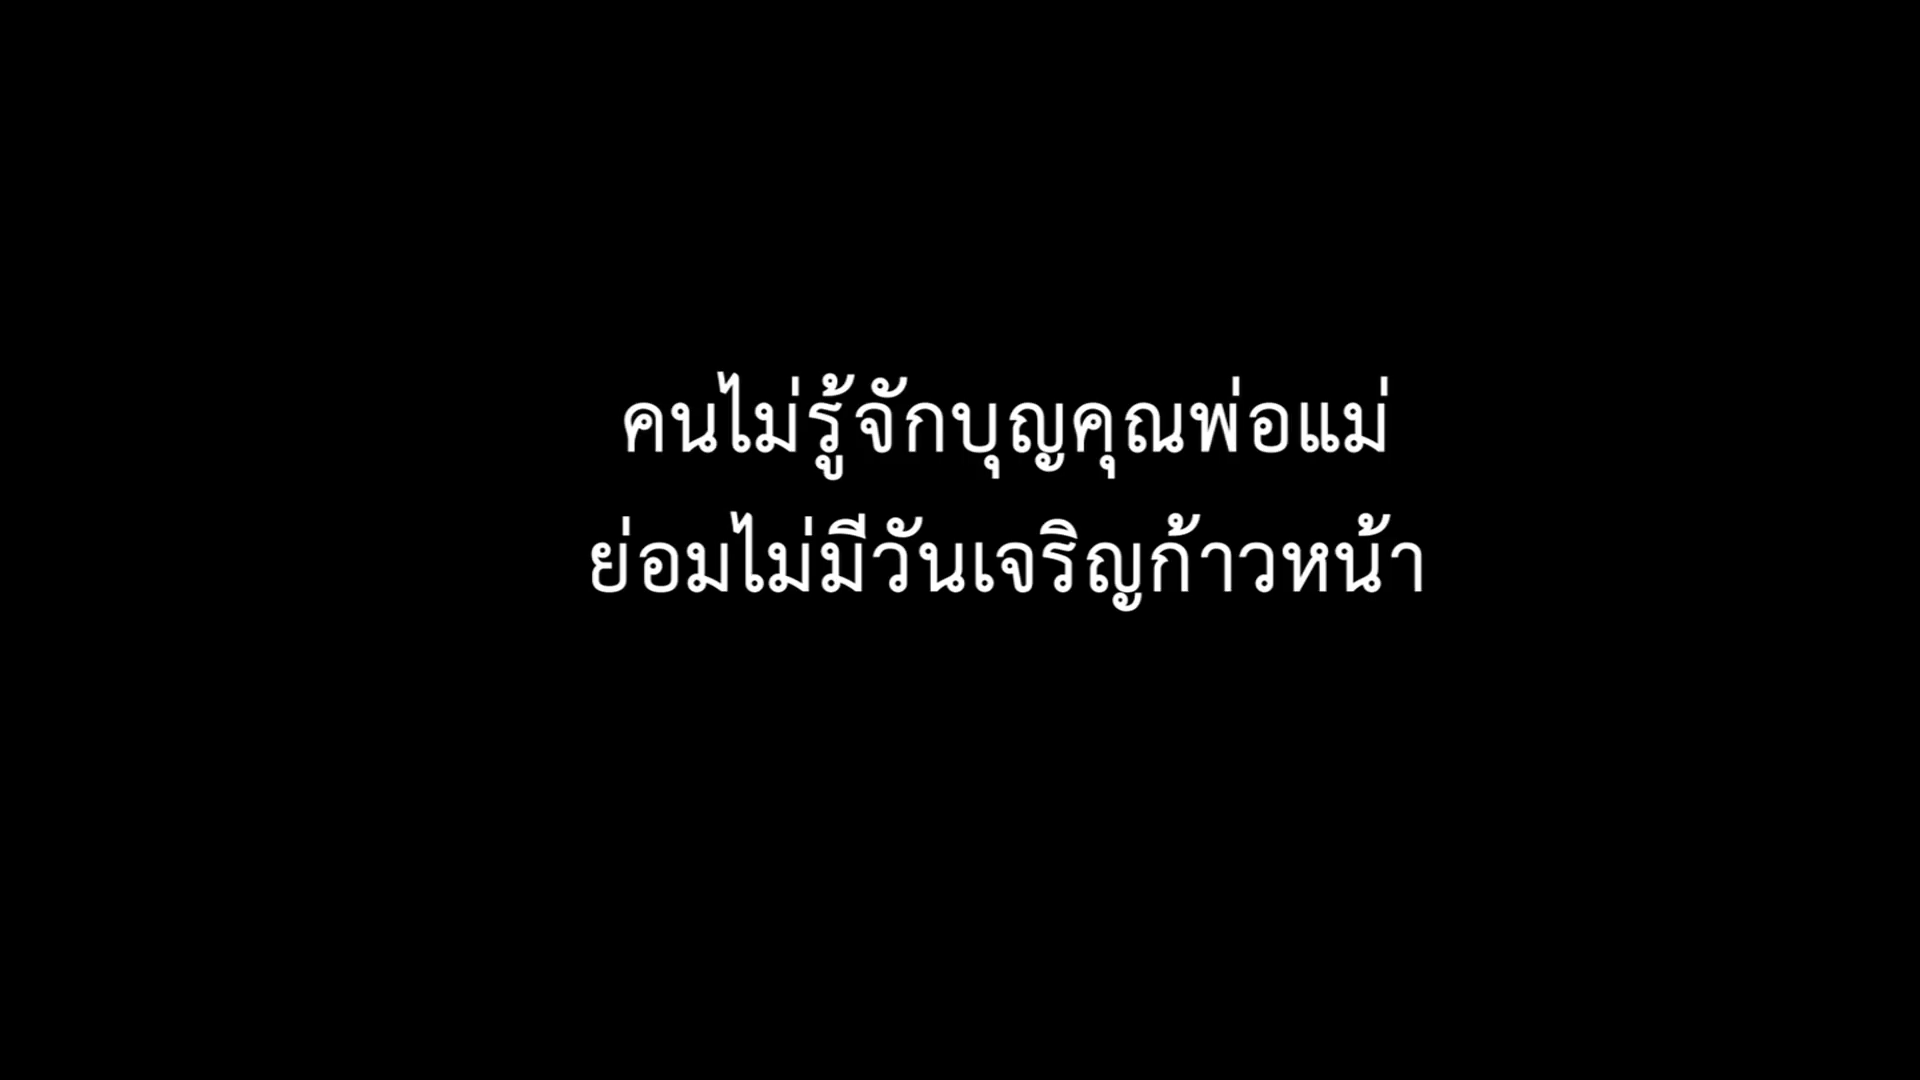 คนไม่รู้จักบุญคุณพ่อแม่
ย่อมไม่มีวันเจริญก้าวหน้า